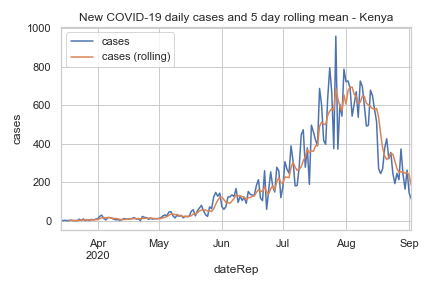 New COVID-19 daily cases and 5 day rolling mean - Kenya
cases
cases (rolling)
1000
800
600
400
200
0
cases
Apr
2020
May
Jun
Jul
Aug
Sep
dateRep